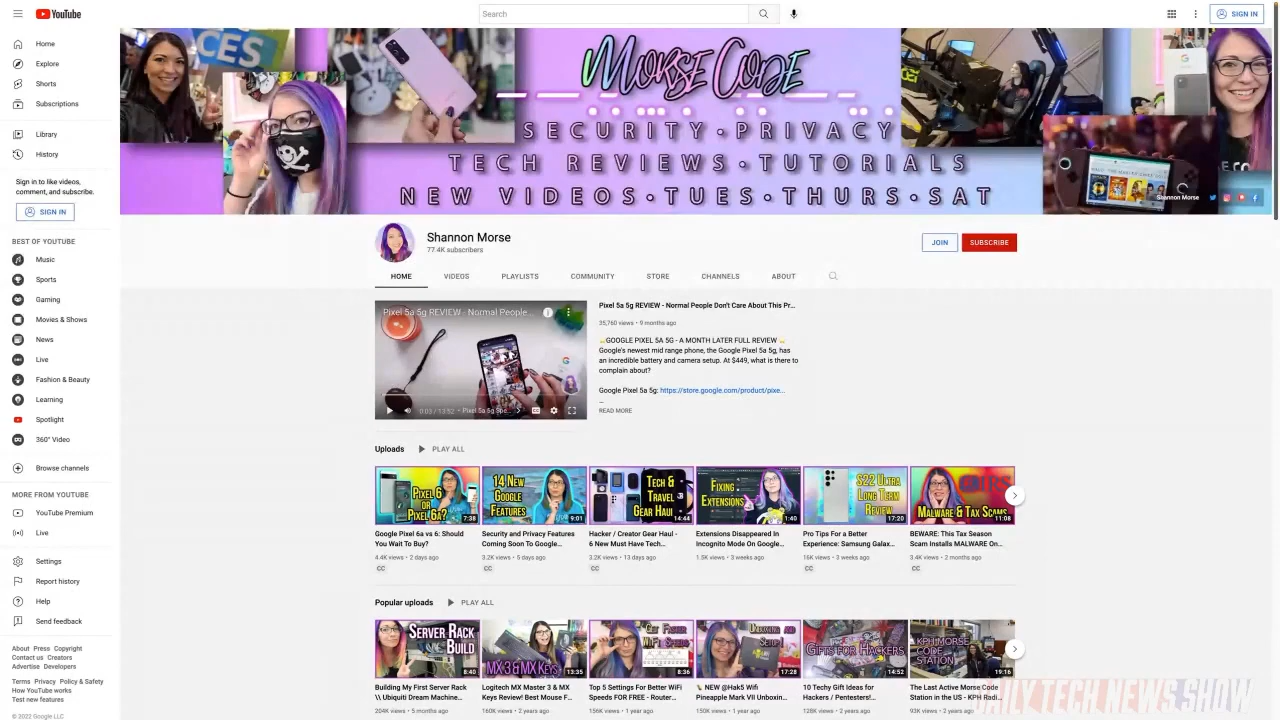 YouTube
Search
SIGN IN
Home
Explore
Shorts
Subscriptions
Library
History
Sign in to like videos,
comment, and subscribe.
SIGN IN
BEST OF YOUTUBE
Music
Sports
Gaming
Movies & Shows
News
Live
Fashion & Beauty
Learning
Spotlight
360° Video
Browse channels
MORE FROM YOUTUBE
YouTube Premium
Live
Settings
Report history
Help
Send feedback
About Press Copyright
Contact us Creators
Advertise Developers
Terms Privacy Policy & Safety
How YouTube works
Test new features
© 2022 Google LLC
CES
MORSE CODE
SECURITY • PRIVACY
TECH REVIEWS • TUTORIALS
NEW VIDEOS • TUES • THURS • SAT
Shannon Morse
Shannon Morse
77.4K subscribers
JOIN
SUBSCRIBE
HOME
VIDEOS
PLAYLISTS
COMMUNITY
STORE
CHANNELS
ABOUT
Pixel 5a 5g REVIEW - Normal People...
0:03 / 13:52 • Pixel 5a 5g Spe...
Pixel 5a 5g REVIEW - Normal People Don't Care About This Pr...
35,760 views • 9 months ago
GOOGLE PIXEL 5A 5G - A MONTH LATER FULL REVIEW
Google's newest mid range phone, the Google Pixel 5a 5g, has
an incredible battery and camera setup. At $449, what is there to
complain about?
Google Pixel 5a 5g: https://store.google.com/product/pixe...
...
READ MORE
Uploads
PLAY ALL
PIXEL 6 OR PIXEL 6A?
7:38
14 NEW GOOGLE FEATURES
9:01
TECH & TRAVEL GEAR HAUL
14:44
FIXING EXTENSIONS
1:40
S22 ULTRA LONG TERM REVIEW
17:20
IRS
MALWARE & TAX SCAMS
11:08
Google Pixel 6a vs 6: Should
You Wait To Buy?
4.4K views • 2 days ago
CC
Security and Privacy Features
Coming Soon To Google...
3.2K views • 5 days ago
CC
Hacker / Creator Gear Haul -
6 New Must Have Tech...
3.2K views • 13 days ago
CC
Extensions Disappeared In
Incognito Mode On Google...
1.5K views • 3 weeks ago
Pro Tips For a Better
Experience: Samsung Galax...
16K views • 3 weeks ago
CC
BEWARE: This Tax Season
Scam Installs MALWARE On...
3.4K views • 2 months ago
CC
Popular uploads
PLAY ALL
SERVER RACK BUILD
8:40
MX 3 & MX KEYS
13:35
GET FASTER WIFI SPEEDS
8:36
UNBOXING AND SETUP
17:28
GIFTS FOR HACKERS
14:52
KPH MORSE CODE STATION
19:16
Building My First Server Rack
\\ Ubiquiti Dream Machine...
204K views • 5 months ago
Logitech MX Master 3 & MX
Keys Review! Best Mouse F...
160K views • 2 years ago
Top 5 Settings For Better WiFi
Speeds FOR FREE - Router...
156K views • 1 year ago
NEW @Hak5 Wifi
Pineapple Mark VII Unboxin...
150K views • 1 year ago
10 Techy Gift Ideas for
Hackers / Pentesters!...
128K views • 2 years ago
The Last Active Morse Code
Station in the US - KPH Radi...
93K views • 2 years ago
DAILY TECH NEWS SHOW